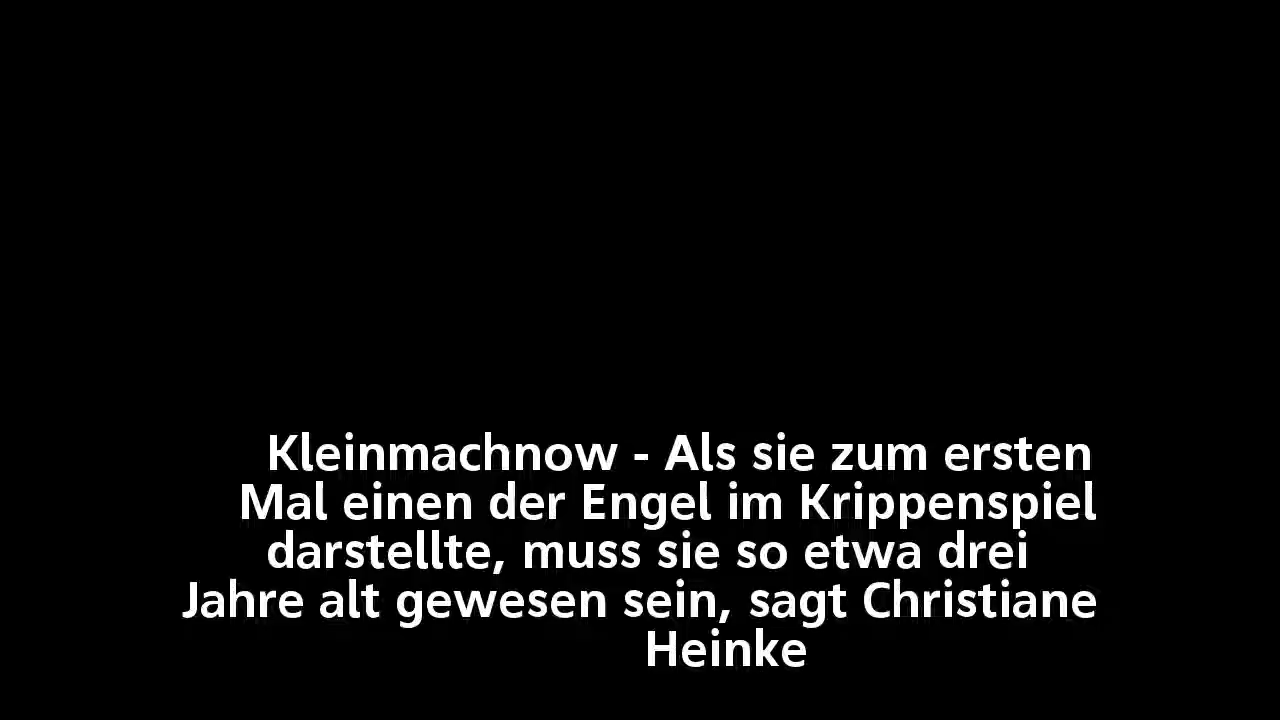 Kleinmachnow - Als sie zum ersten
Mal einen der Engel im Krippenspiel
darstellte, muss sie so etwa drei
Jahre alt gewesen sein, sagt Christiane
Heinke